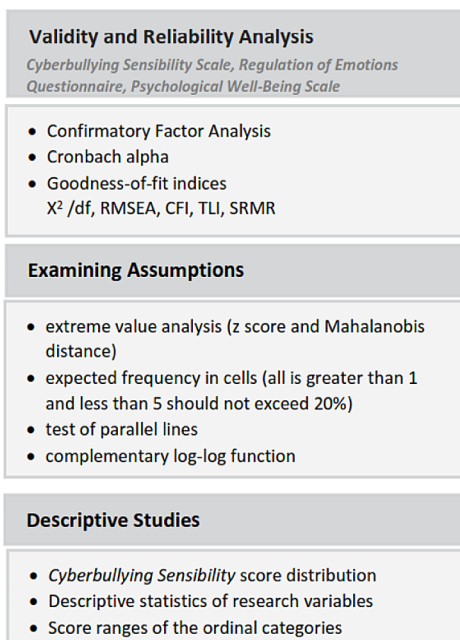 Validity and Reliability Analysis
Cyberbullying Sensibility Scale, Regulation of Emotions
Questionnaire, Psychological Well-Being Scale
• Confirmatory Factor Analysis
• Cronbach alpha
• Goodness-of-fit indices
X² /df, RMSEA, CFI, TLI, SRMR
Examining Assumptions
• extreme value analysis (z score and Mahalanobis
distance)
• expected frequency in cells (all is greater than 1
and less than 5 should not exceed 20%)
• test of parallel lines
• complementary log-log function
Descriptive Studies
• Cyberbullying Sensibility score distribution
• Descriptive statistics of research variables
• Score ranges of the ordinal categories